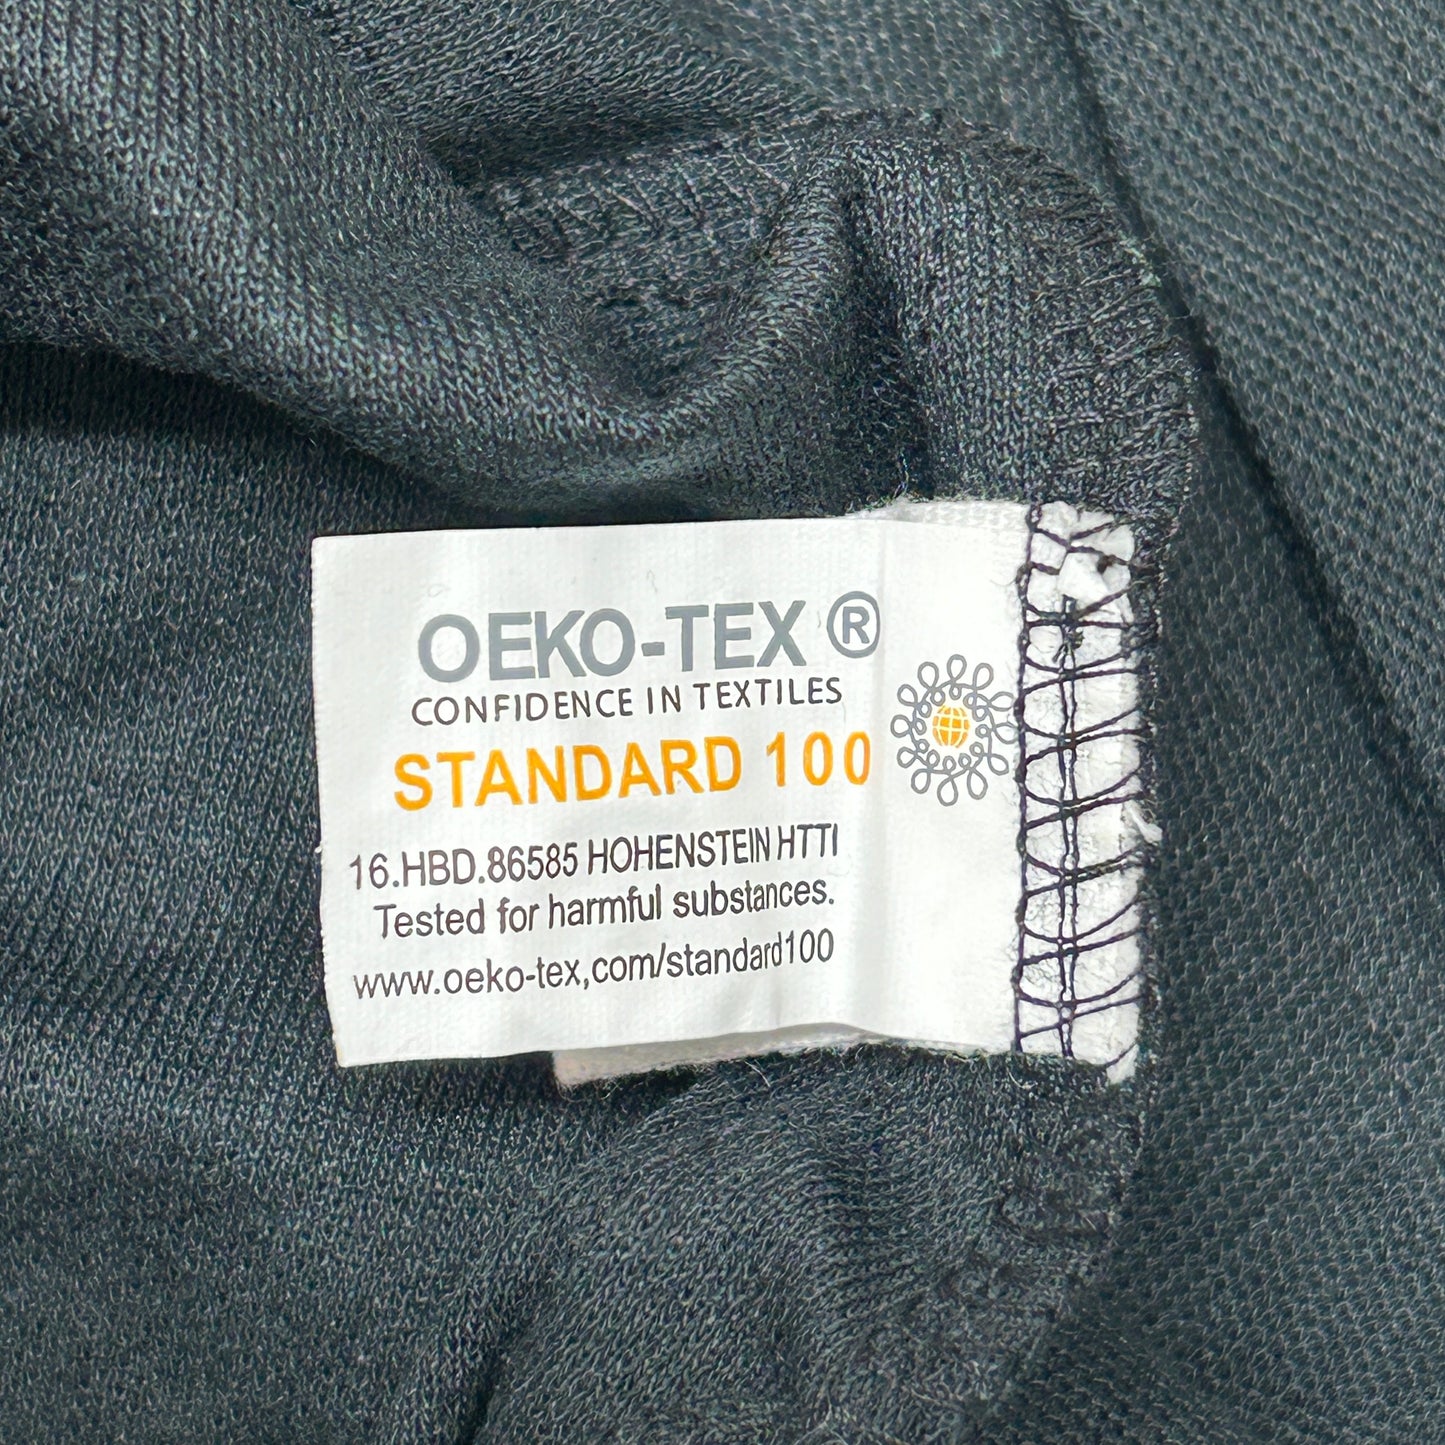 OEKO-TEX ®
CONFIDENCE IN TEXTILES
STANDARD 100
16.HBD.86585 HOHENSTEIN HTTI
Tested for harmful substances.
www.oeko-tex,com/standard100